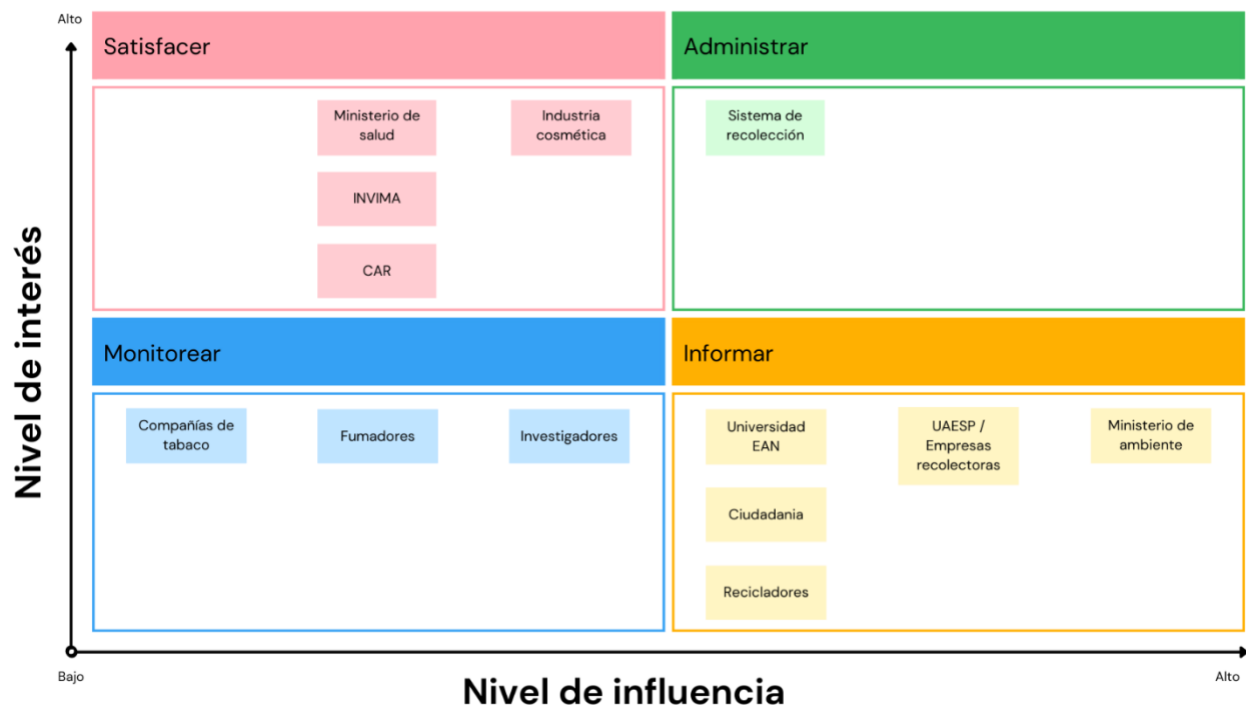 Alto
Satisfacer
Administrar
Ministerio de
salud
Industria
cosmética
Sistema de
recolección
INVIMA
CAR
Nivel de interés
Monitorear
Informar
Compañías de
tabaco
Fumadores
Investigadores
Universidad
EAN
UAESP /
Empresas
recolectoras
Ministerio de
ambiente
Ciudadania
Recicladores
Bajo
Nivel de influencia
Alto